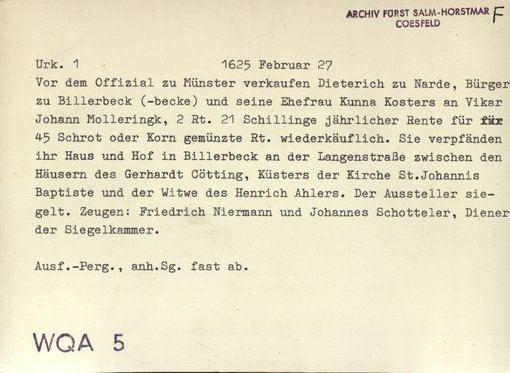 ARCHIV FÜRST SALM-HORSTMAR F
COESFELD
Urk. 1 1625 Februar 27
Vor dem Offizial zu Münster verkaufen Dieterich zu Narde, Bürger
zu Billerbeck (-becke) und seine Ehefrau Kunna Kosters an Vikar
Johann Molleringk, 2 Rt. 21 Schillinge jährlicher Rente für für
45 Schrot oder Korn gemünzte Rt. wiederkäuflich. Sie verpfänden
ihr Haus und Hof in Billerbeck an der Langenstraße zwischen den
Häusern des Gerhardt Cötting, Küsters der Kirche St.Johannis
Baptiste und der Witwe des Henrich Ahlers. Der Aussteller sie-
gelt. Zeugen: Friedrich Niermann und Johannes Schotteler, Diener
der Siegelkammer.
Ausf.-Perg., anh.Sg. fast ab.
WQA 5